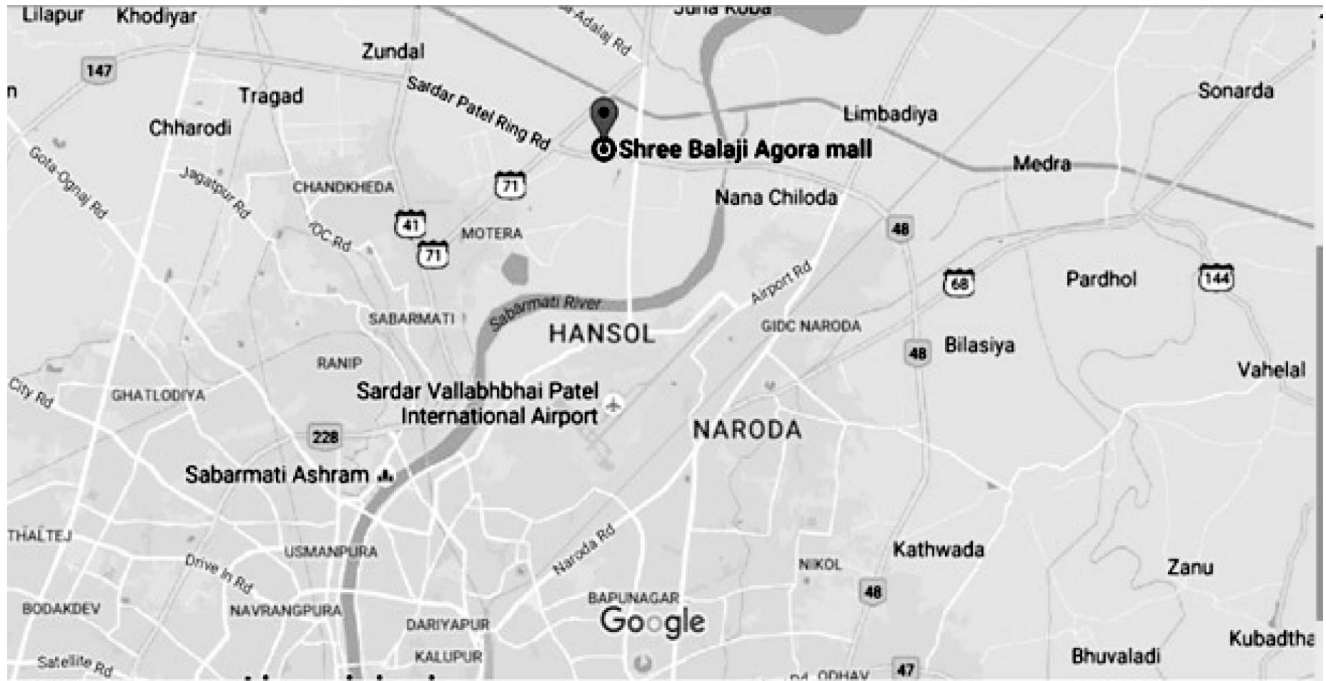 Lilapur
Khodiyar
Adalaj Rd
Juna Koba
Zundal
147
n
Tragad
Sardar Patel Ring Rd
Sonarda
Limbadiya
Chharodi
Shree Balaji Agora mall
Medra
Gota-Ognaj Rd
Jagatpur Rd
CHANDKHEDA
71
Nana Chiloda
41
IOC Rd
MOTERA
48
71
Airport Rd
68
Pardhol
144
Sabarmati River
SABARMATI
HANSOL
GIDC NARODA
Bilasiya
48
RANIP
Vahelal
City Rd
GHATLODIYA
Sardar Vallabhbhai Patel
International Airport
NARODA
228
Sabarmati Ashram
THALTEJ
USMANPURA
Naroda Rd
Kathwada
Drive In Rd
NIKOL
Zanu
BODAKDEV
NAVRANGPURA
BAPUNAGAR
48
DARIYAPUR
Google
Kubadtha
KALUPUR
Satellite Rd
Bhuvaladi
Rd
ODHAV
47